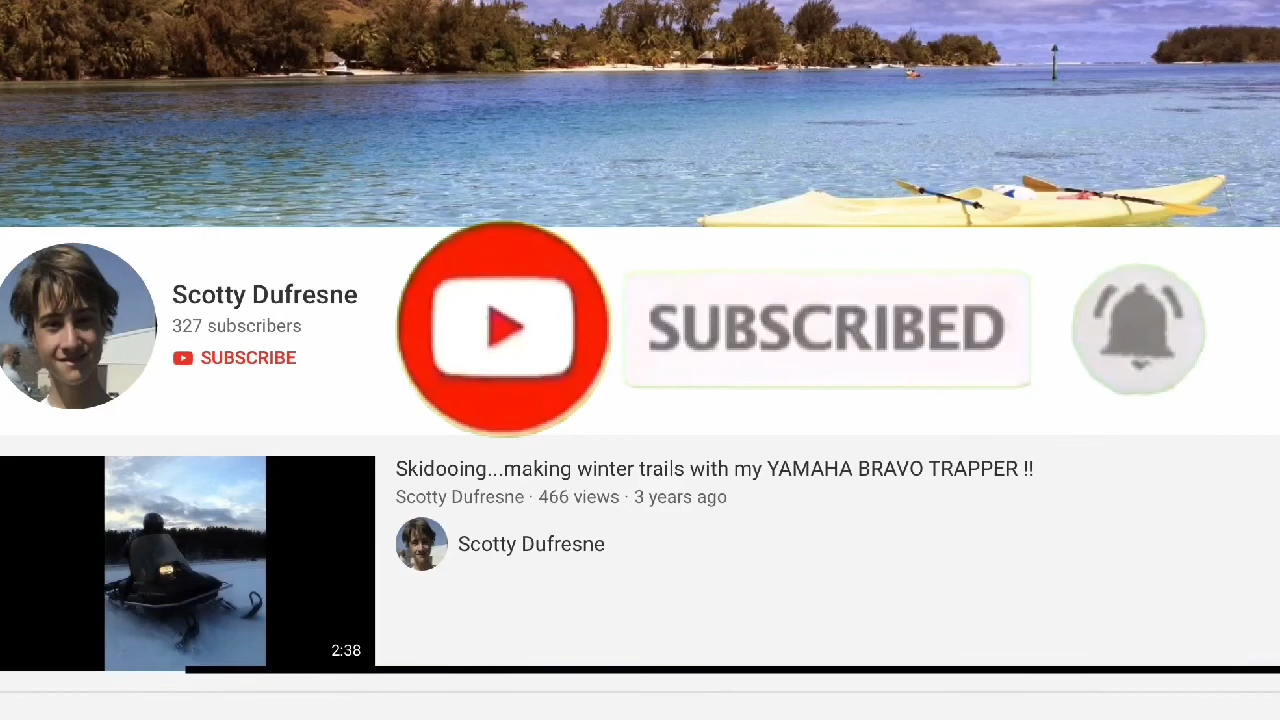 Scotty Dufresne
327 subscribers
SUBSCRIBE
SUBSCRIBED
Skidooing...making winter trails with my YAMAHA BRAVO TRAPPER !!
Scotty Dufresne · 466 views · 3 years ago
Scotty Dufresne
2:38